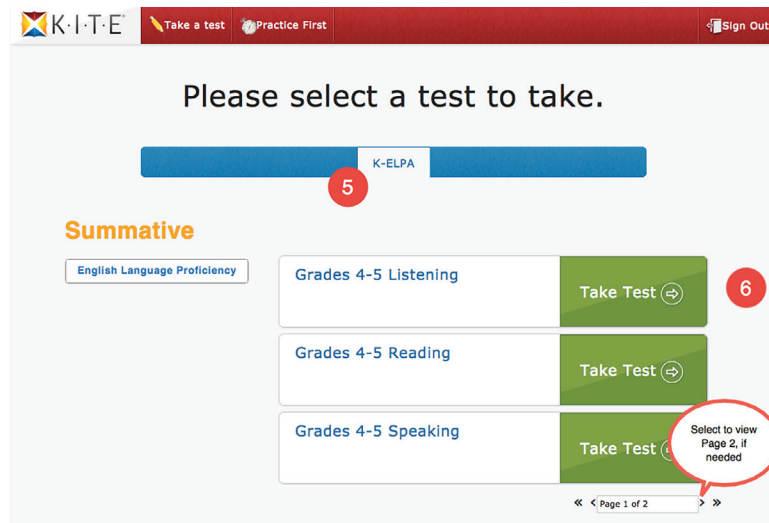 K·I·T·E Take a test Practice First Sign Out
Please select a test to take.
K-ELPA
5
Summative
English Language Proficiency
Grades 4-5 Listening
Take Test
6
Grades 4-5 Reading
Take Test
Grades 4-5 Speaking
Take Test
Select to view
Page 2, if
needed
« < Page 1 of 2 > »